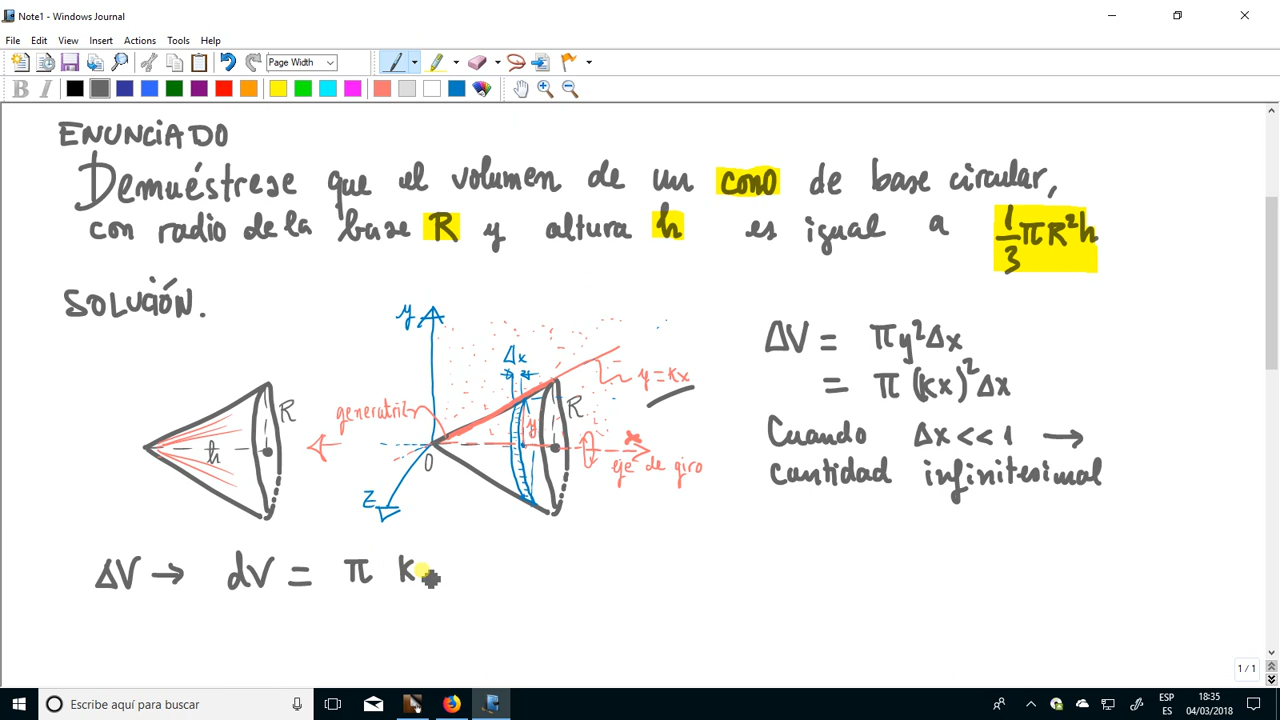 Note1 - Windows Journal
File Edit View Insert Actions Tools Help
Page Width
B I
ENUNCIADO
Demuéstrese que el volumen de un cono de base circular,
con radio de la base R y altura h es igual a 1/3 πR²h
SOLUCIÓN.
y
Δx
y=kx
generatriz
R
h
R
y
x
0
eje de giro
z
ΔV = πy²Δx
= π(kx)²Δx
Cuando Δx<<1 →
cantidad infinitesimal
ΔV → dV = π k
1 / 1
Escribe aquí para buscar
ESP
ES
18:35
04/03/2018